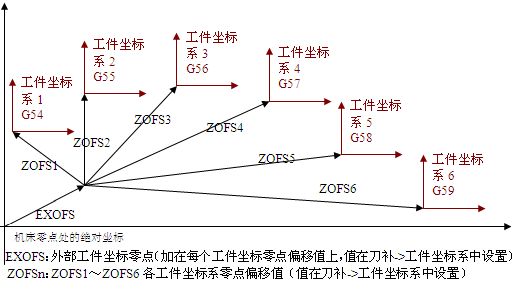 工件坐标
系 1
G54
工件坐标
系 2
G55
工件坐标
系 3
G56
工件坐标
系 4
G57
工件坐标
系 5
G58
工件坐标
系 6
G59
ZOFS1
ZOFS2
ZOFS3
ZOFS4
ZOFS5
ZOFS6
EXOFS
机床零点处的绝对坐标
EXOFS：外部工件坐标零点（加在每个工件坐标零点偏移值上，值在刀补->工件坐标系中设置）
ZOFSn：ZOFS1～ZOFS6 各工件坐标系零点偏移值（值在刀补->工件坐标系中设置）